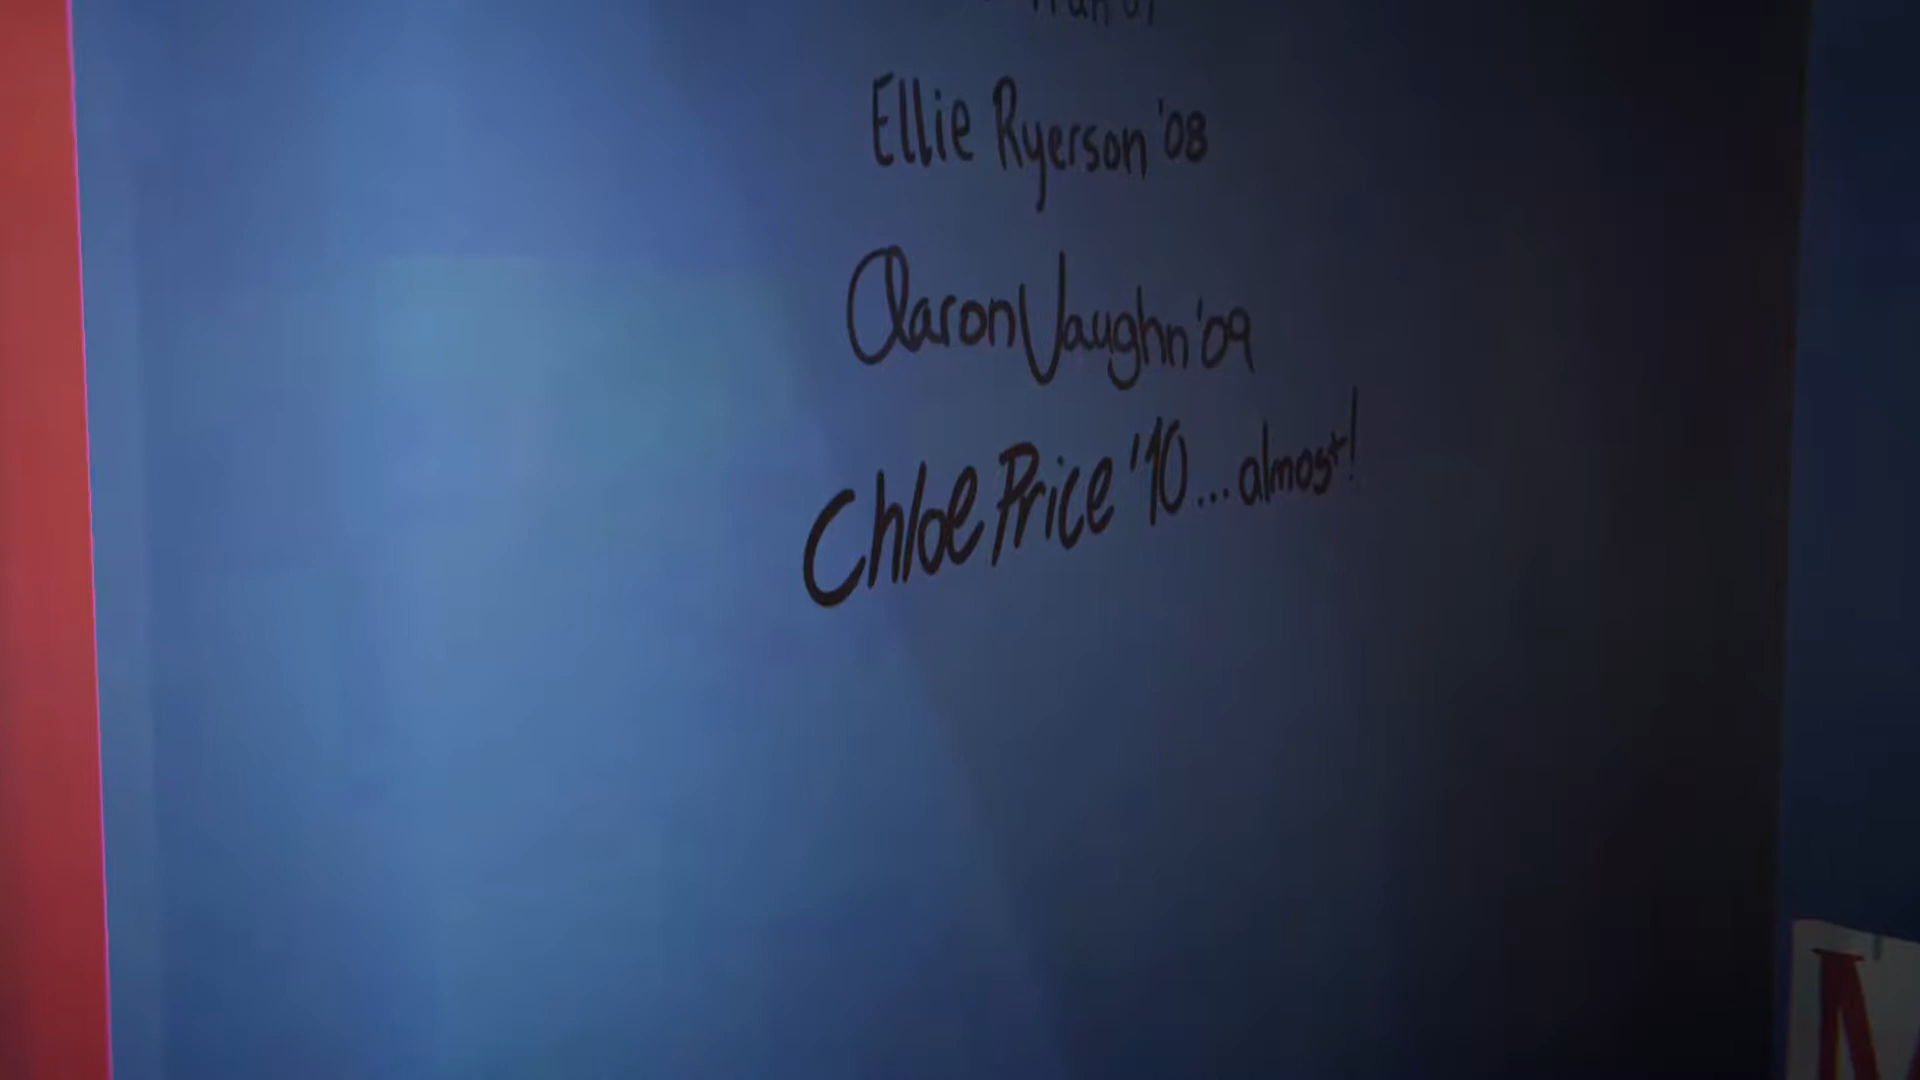 Ellie Ryerson '08
Aaron Vaughn '09
Chloe Price '10... almost!
M